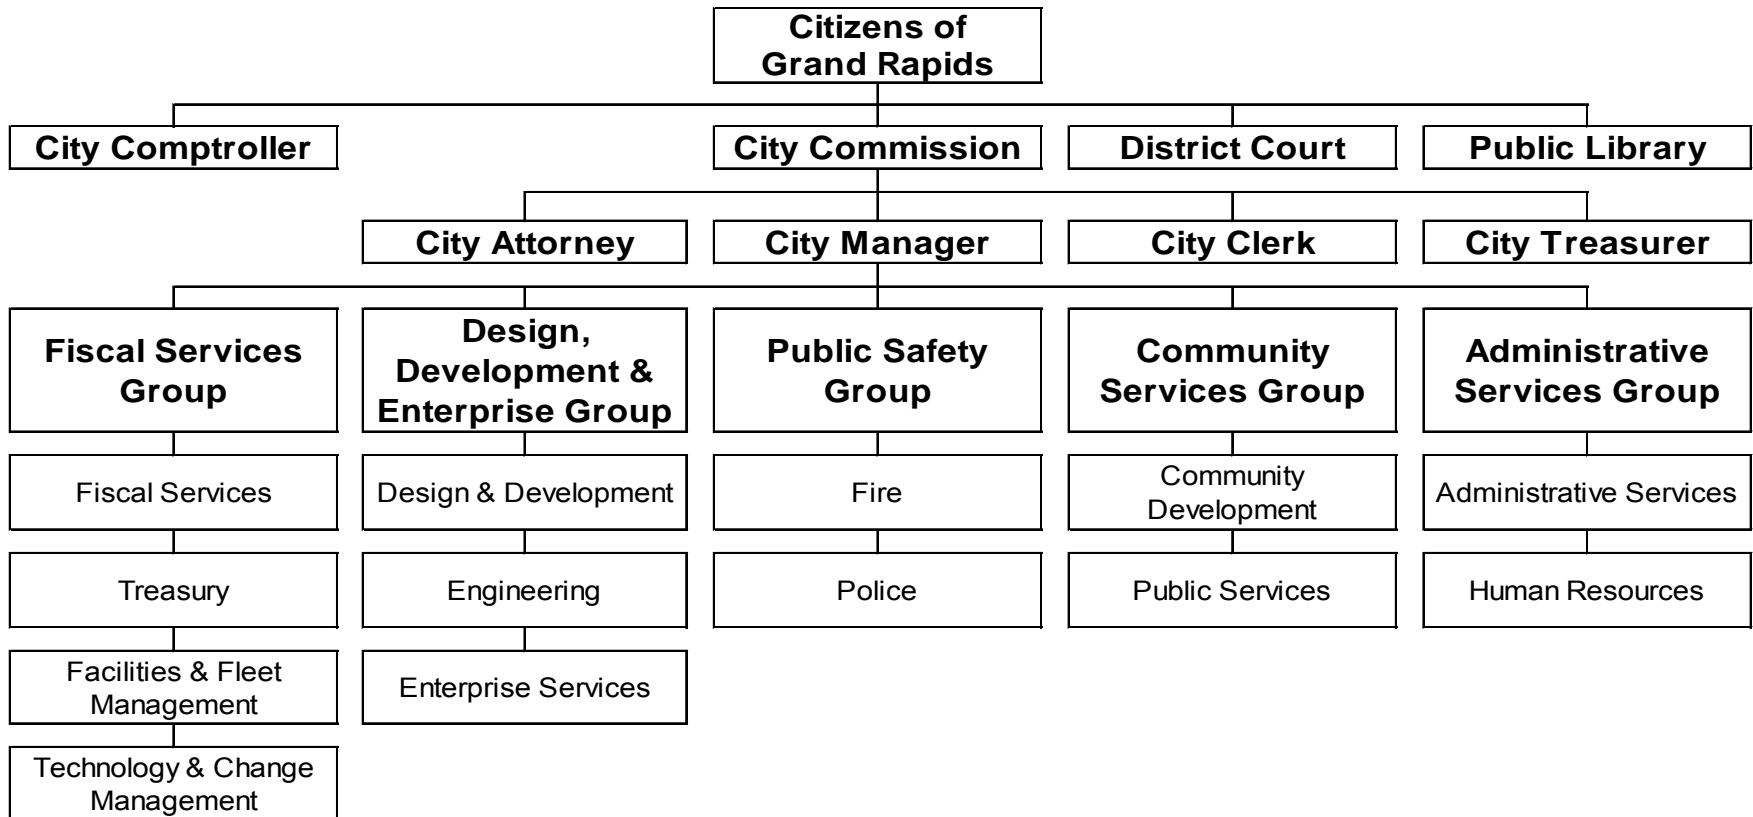 Citizens of
Grand Rapids
City Comptroller
City Commission
District Court
Public Library
City Attorney
City Manager
City Clerk
City Treasurer
Fiscal Services
Group
Design,
Development &
Enterprise Group
Public Safety
Group
Community
Services Group
Administrative
Services Group
Fiscal Services
Design & Development
Fire
Community
Development
Administrative Services
Treasury
Engineering
Police
Public Services
Human Resources
Facilities & Fleet
Management
Enterprise Services
Technology & Change
Management